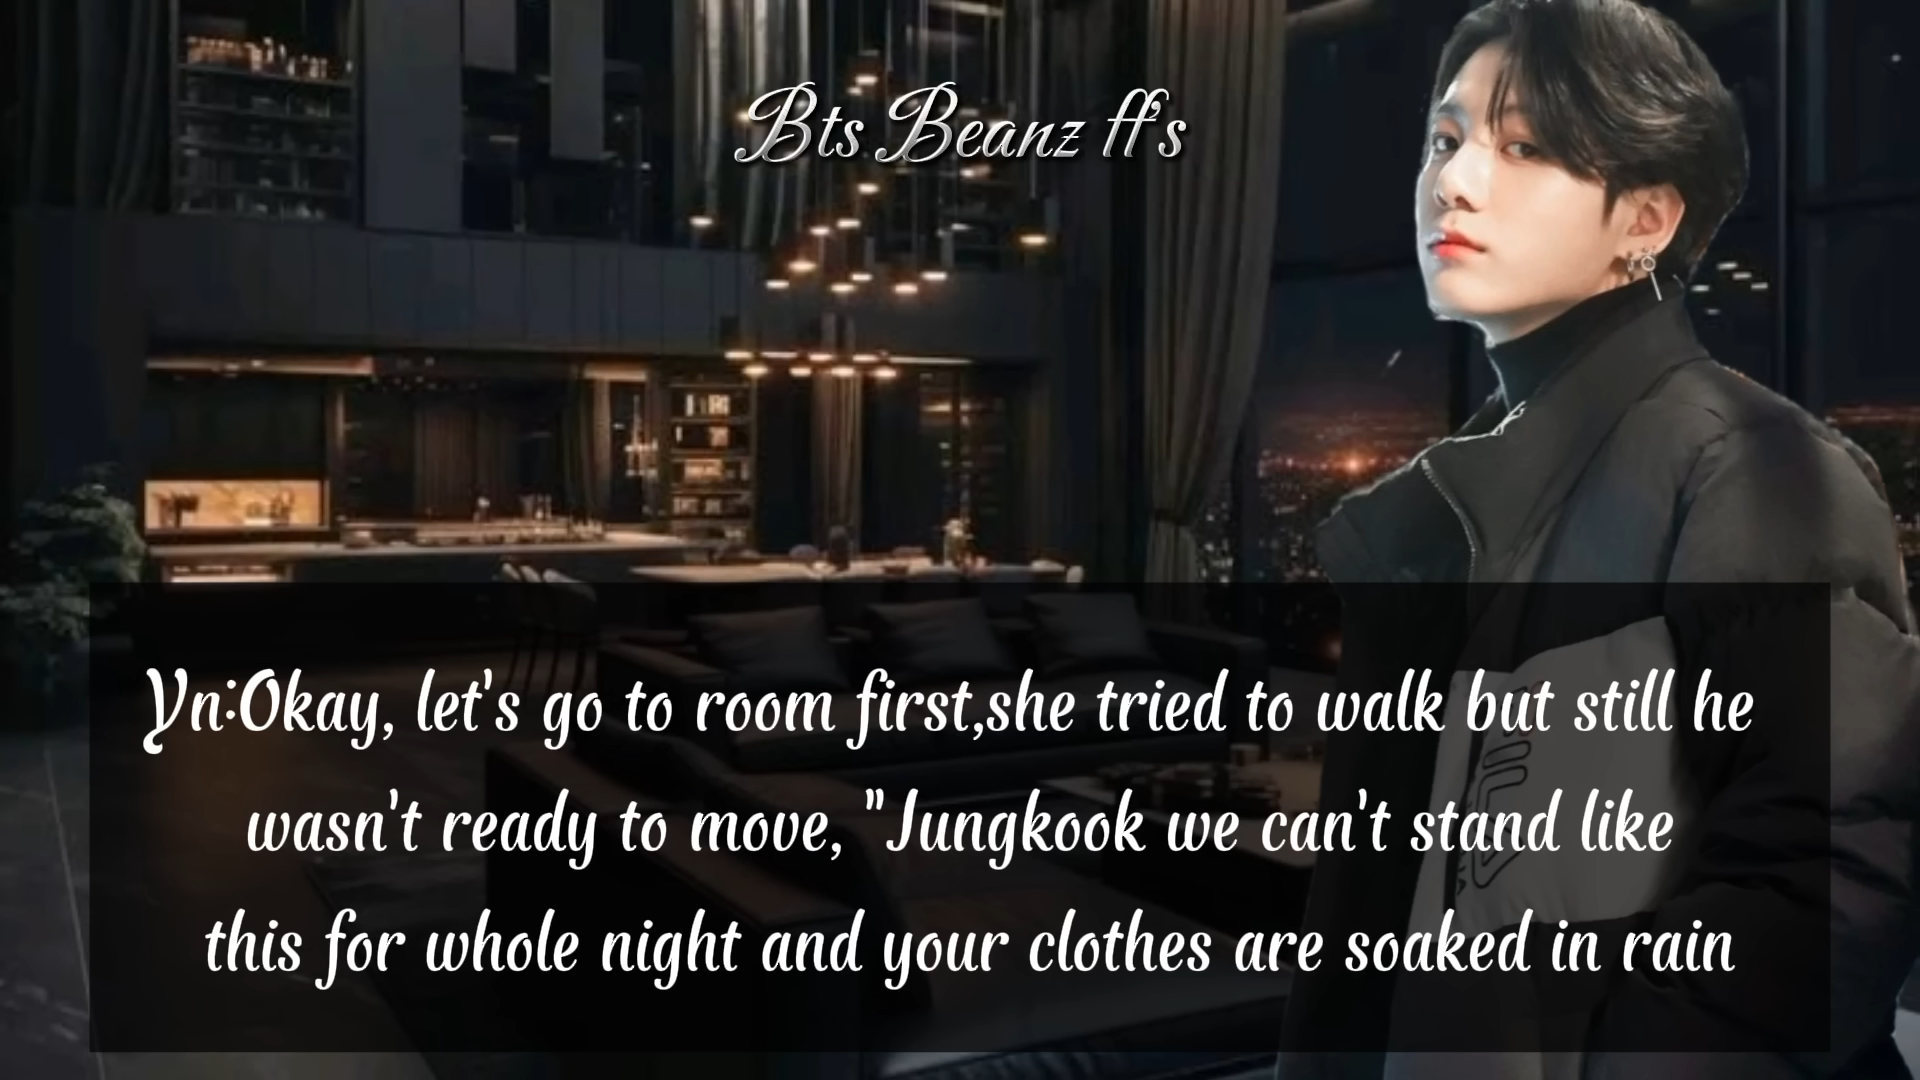 Bts Beanz ff's
Yn:Okay, let's go to room first,she tried to walk but still he
wasn't ready to move, "Jungkook we can't stand like
this for whole night and your clothes are soaked in rain